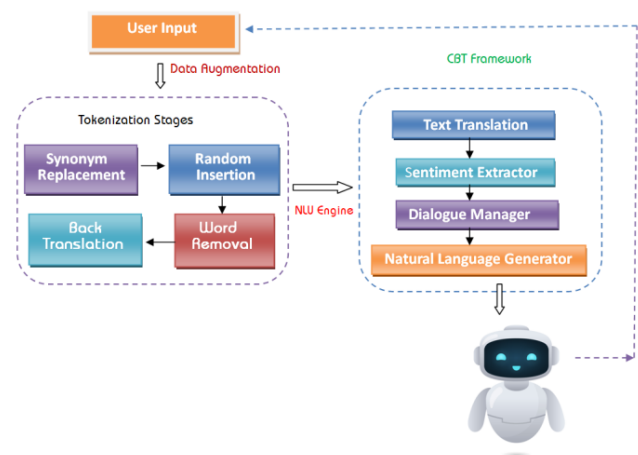 User Input
Data Augmentation
CBT Framework
Tokenization Stages
Synonym
Replacement
Random
Insertion
Back
Translation
Word
Removal
NLW Engine
Text Translation
Sentiment Extractor
Dialogue Manager
Natural Language Generator